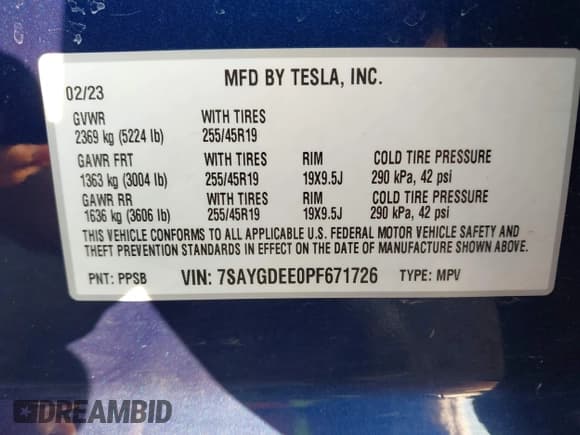 MFD BY TESLA, INC.
02/23
GVWR WITH TIRES
2369 kg (5224 lb) 255/45R19
GAWR FRT WITH TIRES RIM COLD TIRE PRESSURE
1363 kg (3004 lb) 255/45R19 19X9.5J 290 kPa, 42 psi
GAWR RR WITH TIRES RIM COLD TIRE PRESSURE
1636 kg (3606 lb) 255/45R19 19X9.5J 290 kPa, 42 psi
THIS VEHICLE CONFORMS TO ALL APPLICABLE U.S. FEDERAL MOTOR VEHICLE SAFETY AND
THEFT PREVENTION STANDARDS IN EFFECT ON THE DATE OF MANUFACTURE SHOWN ABOVE.
PNT: PPSB VIN: 7SAYGDEE0PF671726 TYPE: MPV
DREAMBID